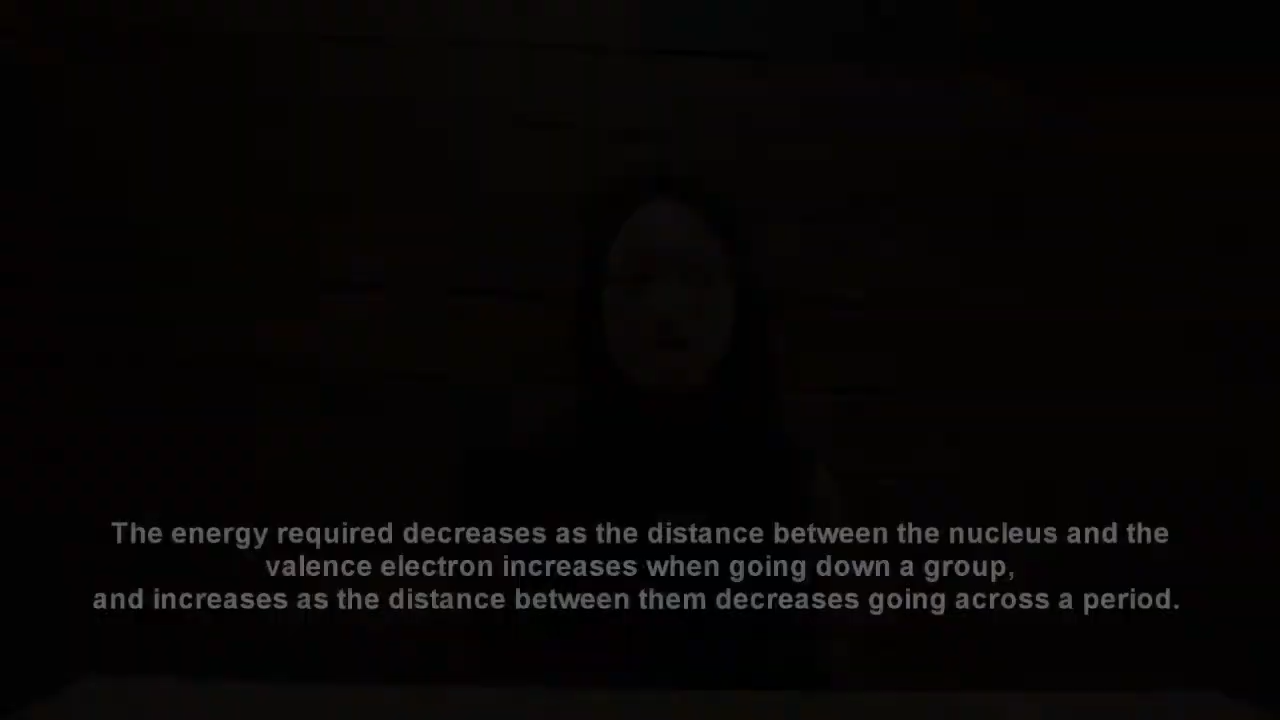 The energy required decreases as the distance between the nucleus and the
valence electron increases when going down a group,
and increases as the distance between them decreases going across a period.